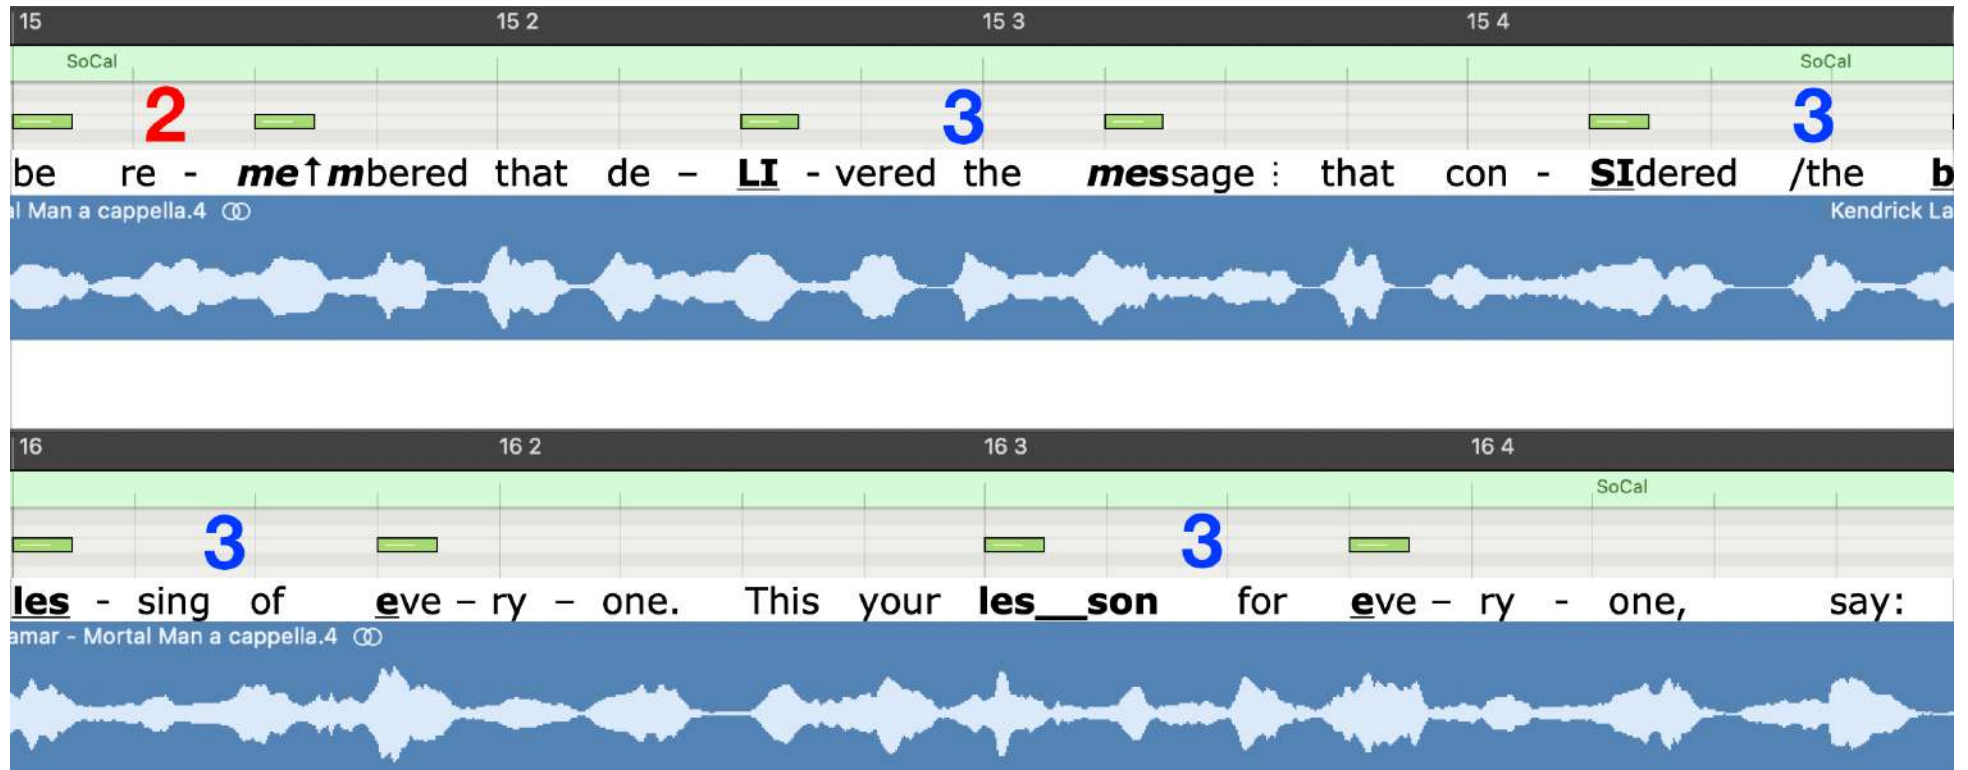 15 15 2 15 3 15 4
SoCal SoCal
2 3 3
be re - me↑mbered that de – LI - vered the message ⋮ that con - SIdered /the b
al Man a cappella.4 Kendrick La
16 16 2 16 3 16 4
SoCal
3 3
les - sing of eve – ry – one. This your les__son for eve – ry - one, say:
amar - Mortal Man a cappella.4